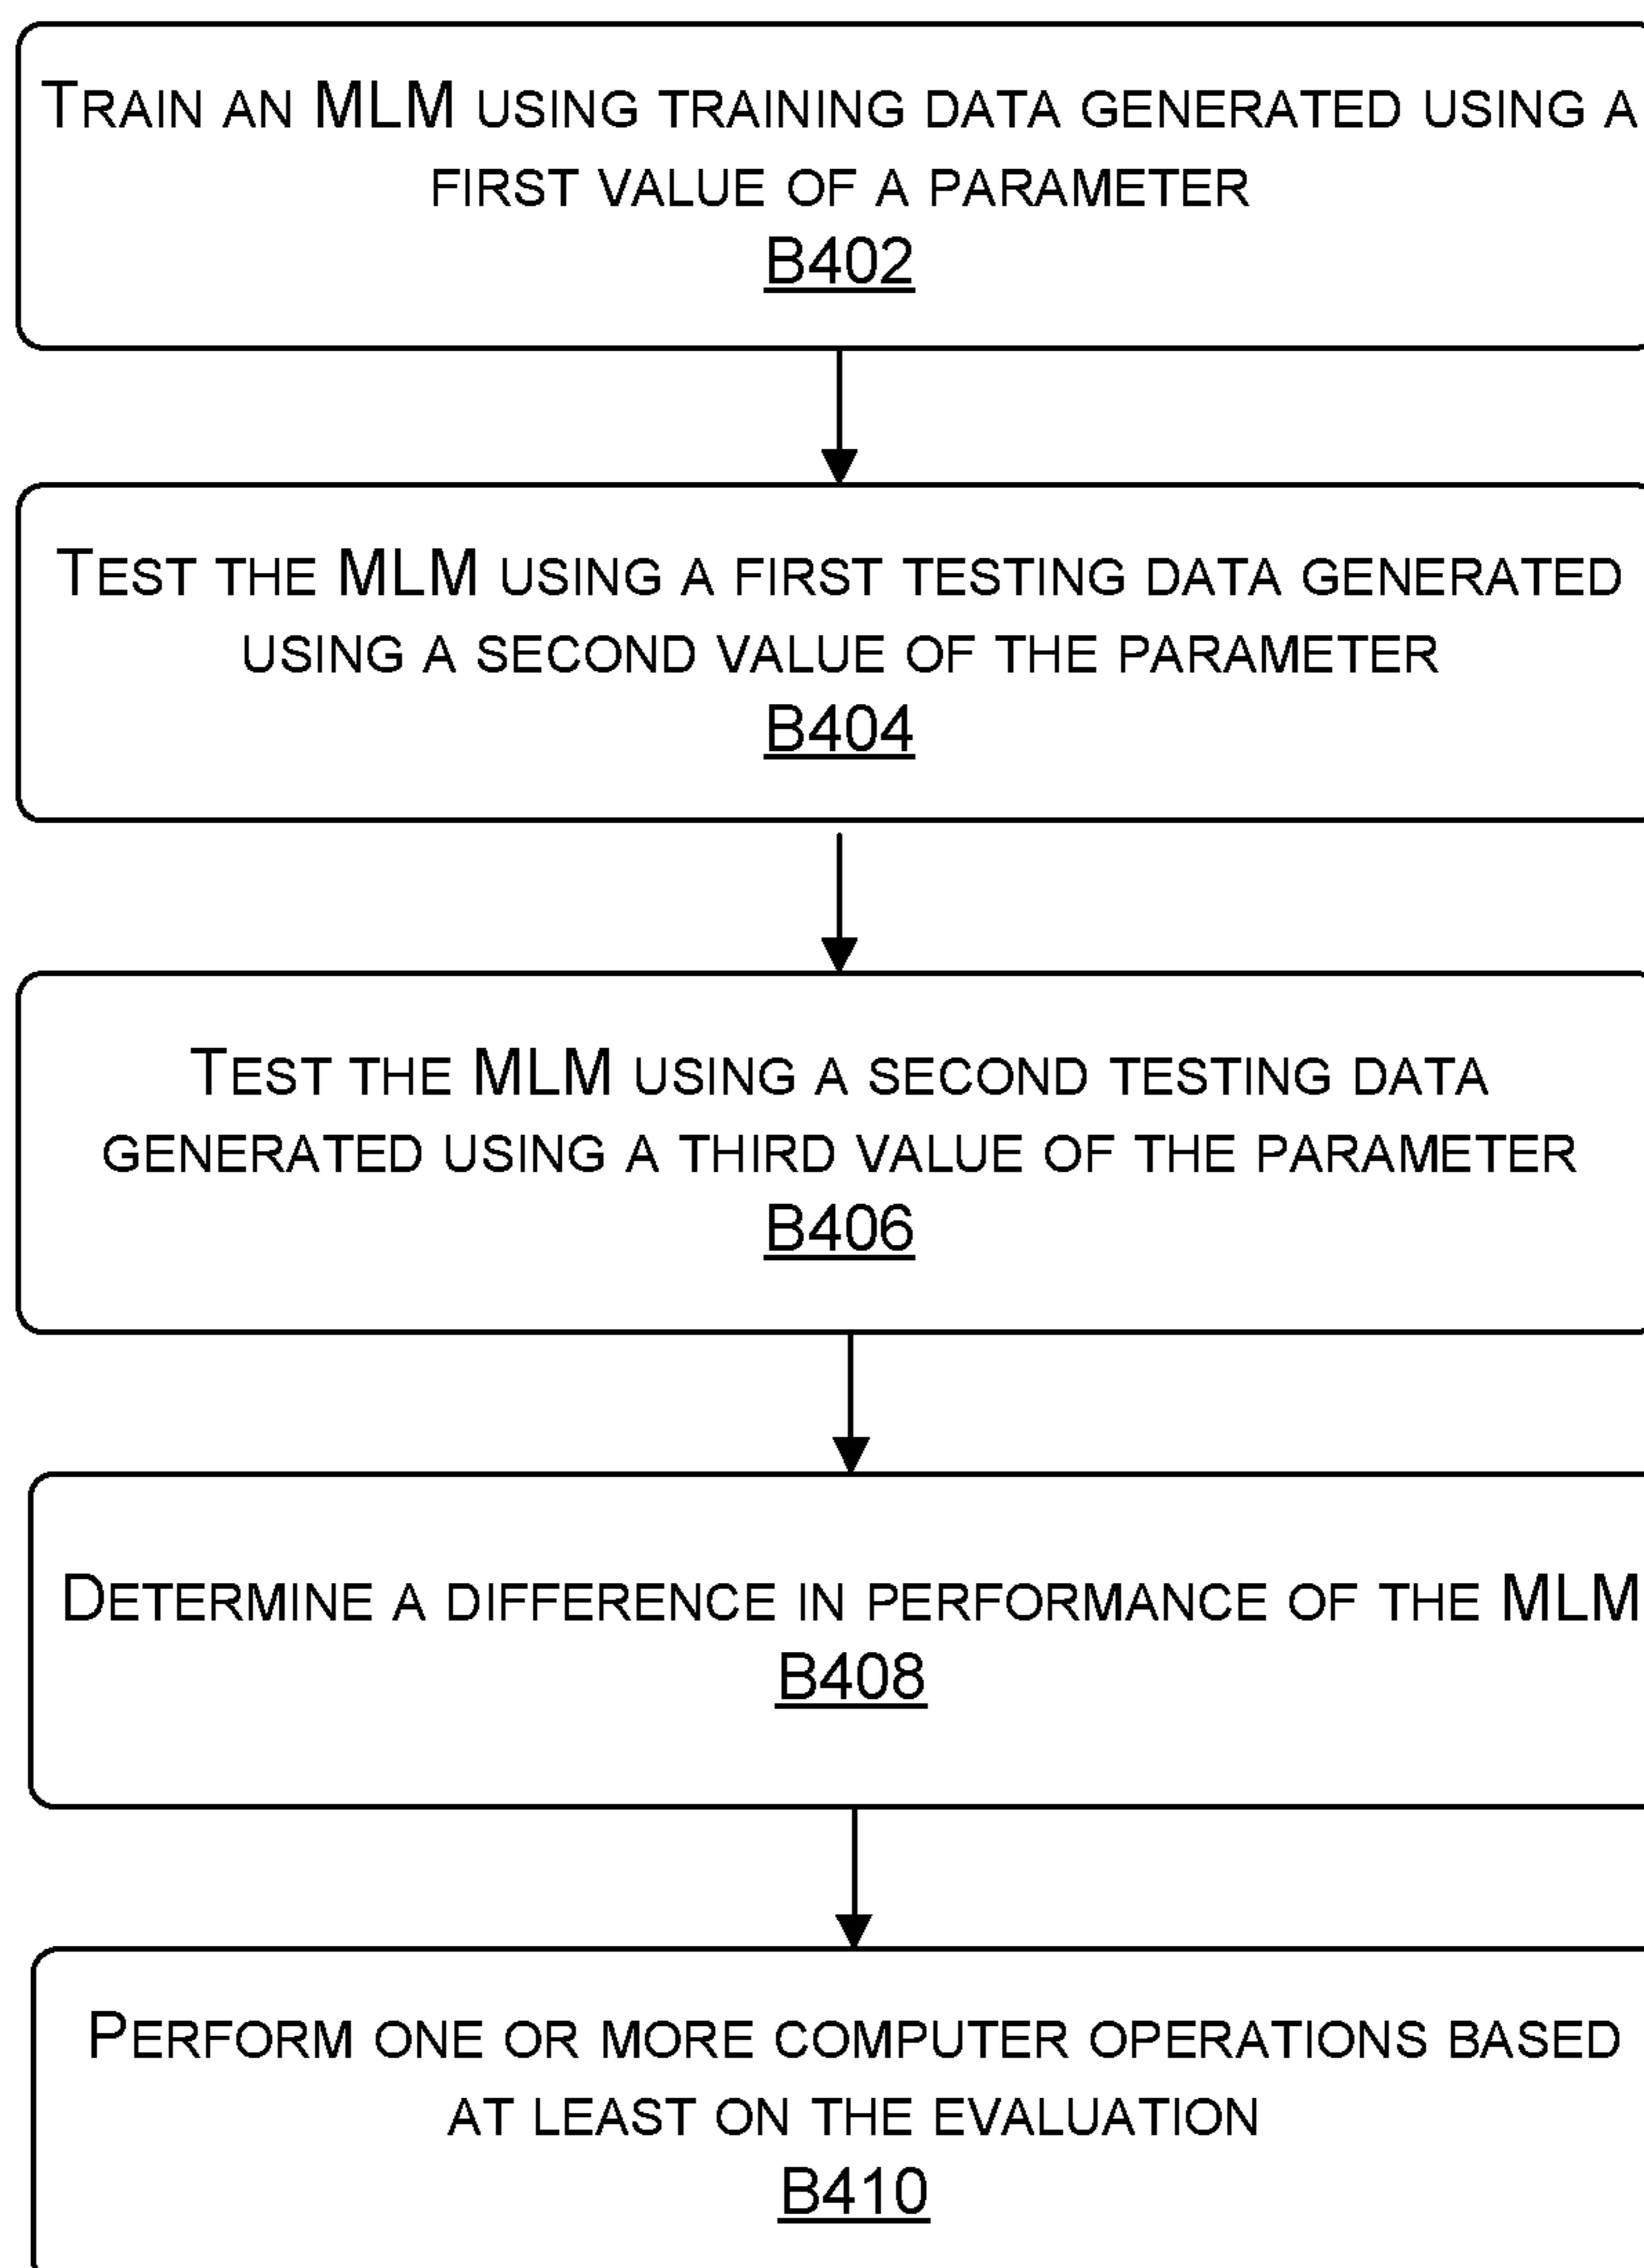 TRAIN AN MLM USING TRAINING DATA GENERATED USING A
FIRST VALUE OF A PARAMETER
B402
TEST THE MLM USING A FIRST TESTING DATA GENERATED
USING A SECOND VALUE OF THE PARAMETER
B404
TEST THE MLM USING A SECOND TESTING DATA
GENERATED USING A THIRD VALUE OF THE PARAMETER
B406
DETERMINE A DIFFERENCE IN PERFORMANCE OF THE MLM
B408
PERFORM ONE OR MORE COMPUTER OPERATIONS BASED
AT LEAST ON THE EVALUATION
B410